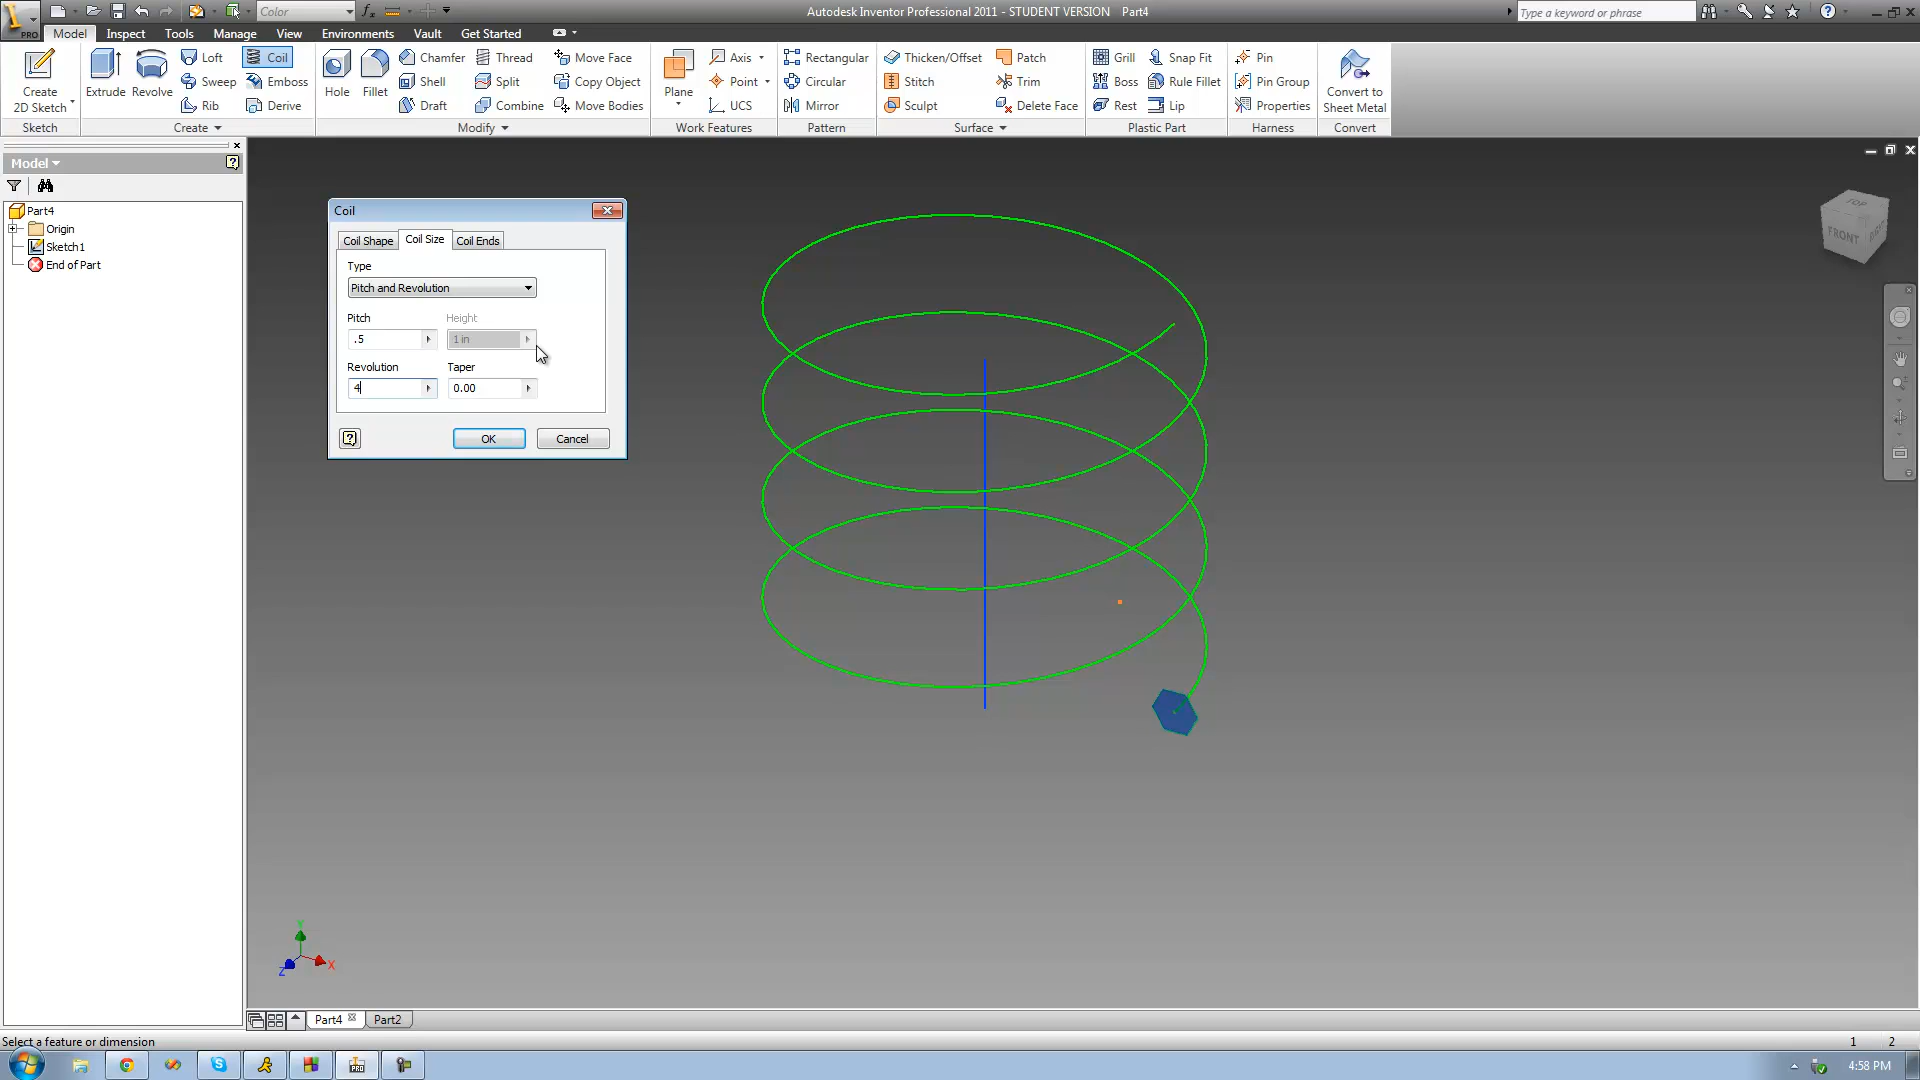 Color
Autodesk Inventor Professional 2011 - STUDENT VERSION Part4
Type a keyword or phrase
PRO
Model Inspect Tools Manage View Environments Vault Get Started
Create 2D Sketch
Sketch
Extrude Revolve Loft Sweep Rib Coil Emboss Derive
Create
Hole Fillet Chamfer Shell Draft Thread Split Combine Move Face Copy Object Move Bodies
Modify
Plane Axis Point UCS
Work Features
Rectangular Circular Mirror
Pattern
Thicken/Offset Stitch Sculpt Patch Trim Delete Face
Surface
Grill Boss Rest Snap Fit Rule Fillet Lip
Plastic Part
Pin Pin Group Properties
Harness
Convert to Sheet Metal
Convert
Model
Part4
Origin
Sketch1
End of Part
Coil
Coil Shape Coil Size Coil Ends
Type
Pitch and Revolution
Pitch Height
.5 1 in
Revolution Taper
4 0.00
OK Cancel
TOP
FRONT RIGHT
Y
Z X
Part4 Part2
Select a feature or dimension
1 2
PRO
4:58 PM